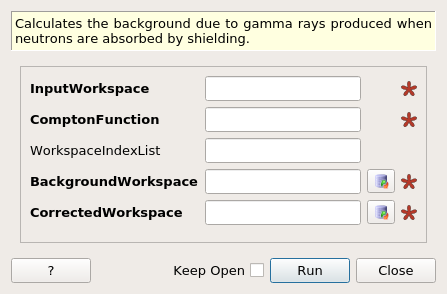 Calculates the background due to gamma rays produced when
neutrons are absorbed by shielding.
InputWorkspace
ComptonFunction
WorkspaceIndexList
BackgroundWorkspace
CorrectedWorkspace
? Keep Open Run Close